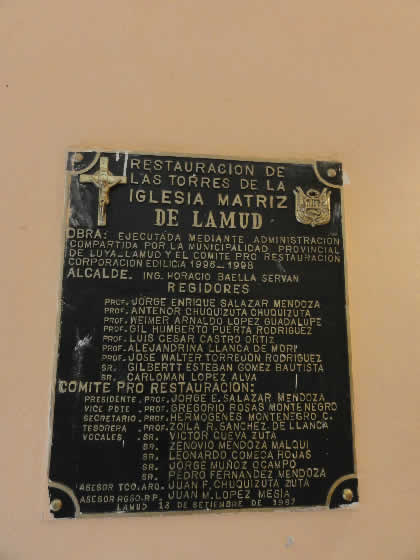 RESTAURACION DE
LAS TORRES DE LA
IGLESIA MATRIZ
DE LAMUD
OBRA: EJECUTADA MEDIANTE ADMINISTRACION
COMPARTIDA POR LA MUNICIPALIDAD PROVINCIAL
DE LUYA-LAMUD Y EL COMITE PRO RESTAURACION
CORPORACION EDILICIA 1996-1998
ALCALDE. ING. HORACIO BAELLA SERVAN
REGIDORES
PROF. JORGE ENRIQUE SALAZAR MENDOZA
PROF. ANTENOR CHUQUIZUTA CHUQUIZUTA
PROF. WEIMER ARNALDO LOPEZ GUADALUPE
PROF. GIL HUMBERTO PUERTA RODRIGUEZ
PROF. LUIS CESAR CASTRO ORTIZ
PROF. ALEJANDRINA LLANCA DE MORI
PROF. JOSE WALTER TORREJON RODRIGUEZ
SR. GILBERTT ESTEBAN GOMEZ BAUTISTA
SR. CARLOMAN LOPEZ ALVA
COMITE PRO RESTAURACION:
PRESIDENTE. PROF. JORGE E. SALAZAR MENDOZA
VICE PDTE. PROF. GREGORIO ROSAS MONTENEGRO
SECRETARIO. PROF. HERMOGENES MONTENEGRO C.
TESORERA. PROF. ZOILA R. SANCHEZ DE LLANCA
VOCALES. SR. VICTOR CUEVA ZUTA
SR. ZENOVIO MENDOZA MALQUI
SR. LEONARDO COMECA ROJAS
SR. JORGE MUÑOZ OCAMPO
SR. PEDRO FERNANDEZ MENDOZA
ASESOR TCO. ARQ. JUAN F. CHUQUIZUTA ZUTA
ASESOR JUAN M. LOPEZ MESIA
LAMUD 18 DE SETIEMBRE DE 1997